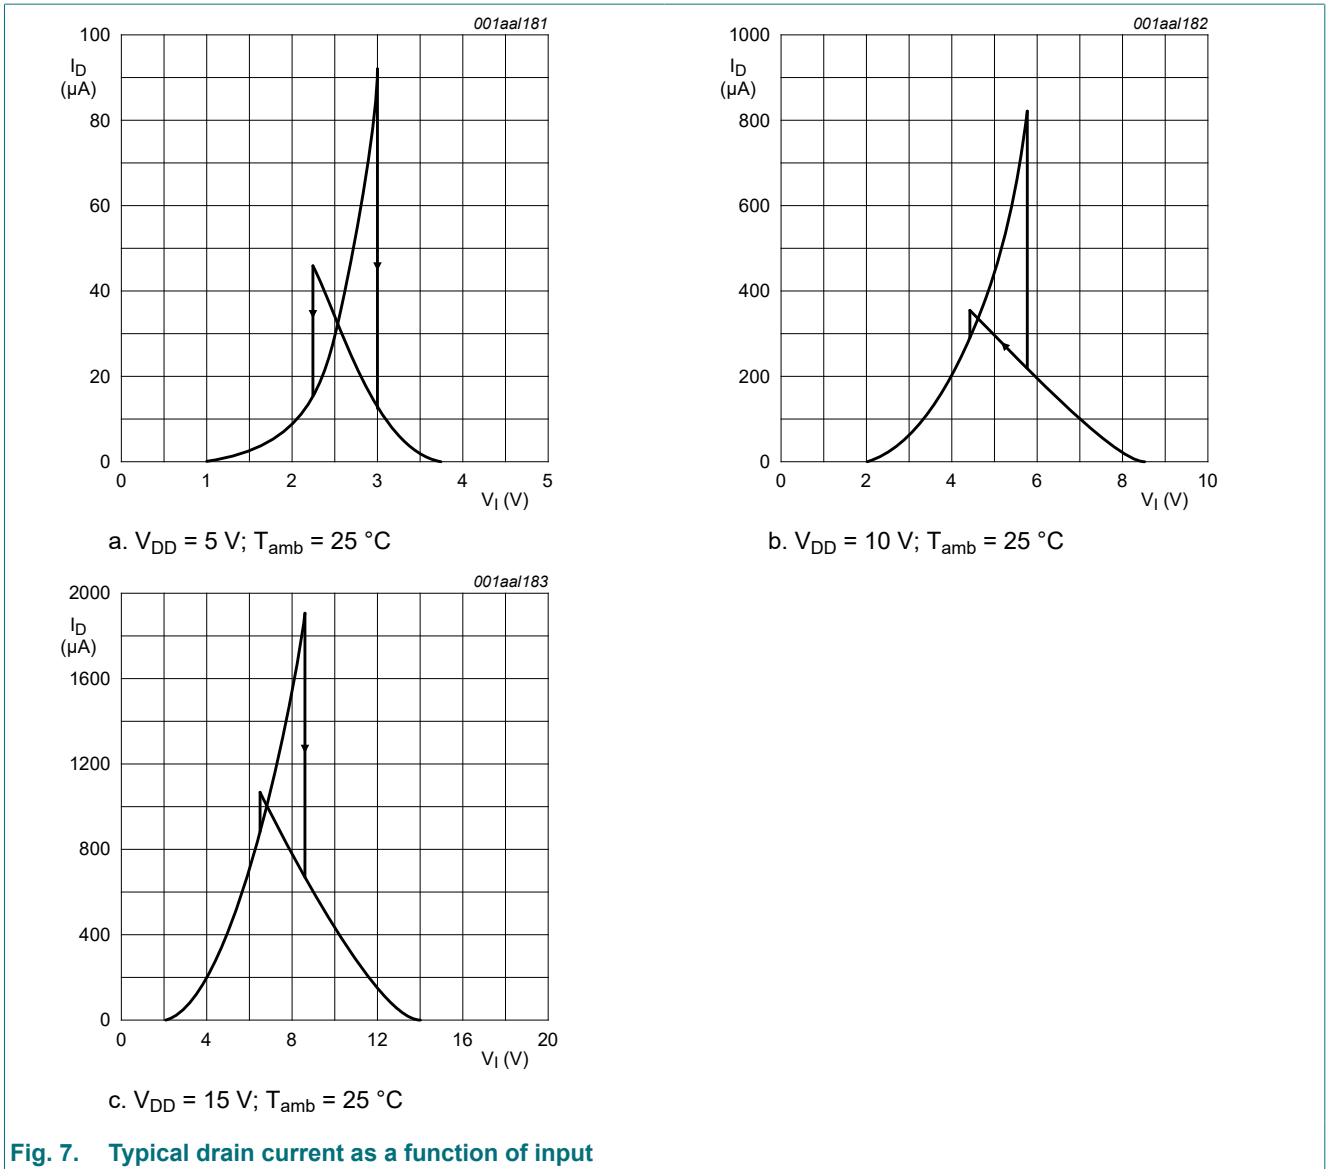 001aal181
100
I_D
(μA)
80
60
40
20
0
0 1 2 3 4 5
V_I (V)
a. V_DD = 5 V; T_amb = 25 °C
001aal182
1000
I_D
(μA)
800
600
400
200
0
0 2 4 6 8 10
V_I (V)
b. V_DD = 10 V; T_amb = 25 °C
001aal183
2000
I_D
(μA)
1600
1200
800
400
0
0 4 8 12 16 20
V_I (V)
c. V_DD = 15 V; T_amb = 25 °C
Fig. 7. Typical drain current as a function of input